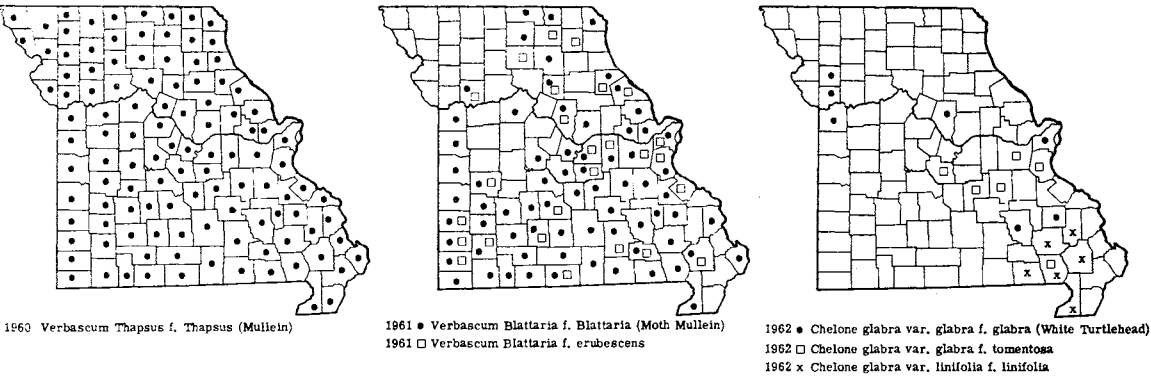 1960 Verbascum Thapsus f. Thapsus (Mullein)
1961 ● Verbascum Blattaria f. Blattaria (Moth Mullein)
1961 □ Verbascum Blattaria f. erubescens
1962 ● Chelone glabra var. glabra f. glabra (White Turtlehead)
1962 □ Chelone glabra var. glabra f. tomentosa
1962 x Chelone glabra var. linifolia f. linifolia